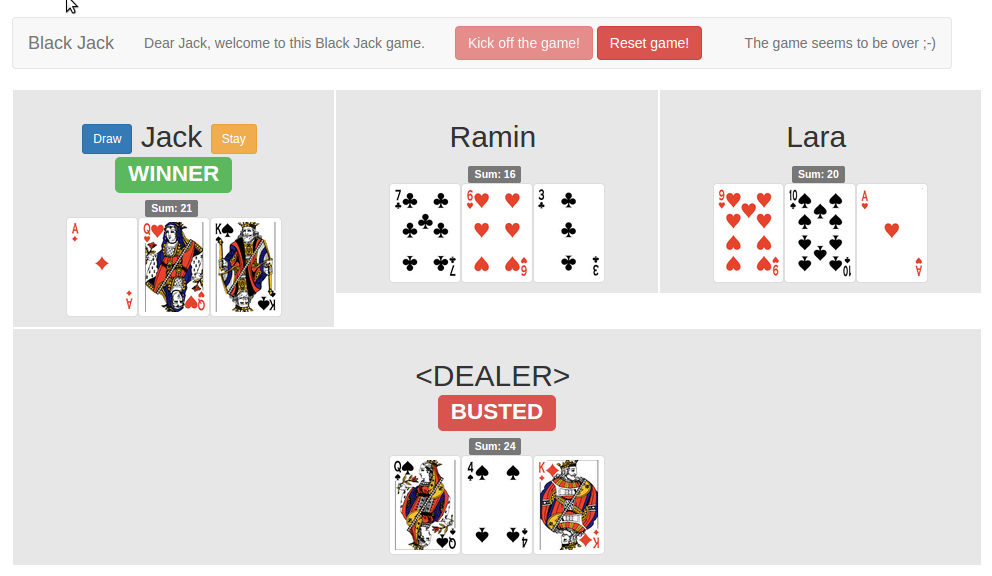 Black Jack Dear Jack, welcome to this Black Jack game. Kick off the game! Reset game! The game seems to be over ;-)
Draw Jack Stay
WINNER
Sum: 21
A Q K
A Q K
Ramin
Sum: 16
7 6 3
7 6 3
Lara
Sum: 20
9 10 A
9 10 A
<DEALER>
BUSTED
Sum: 24
Q 4 K
Q 4 K